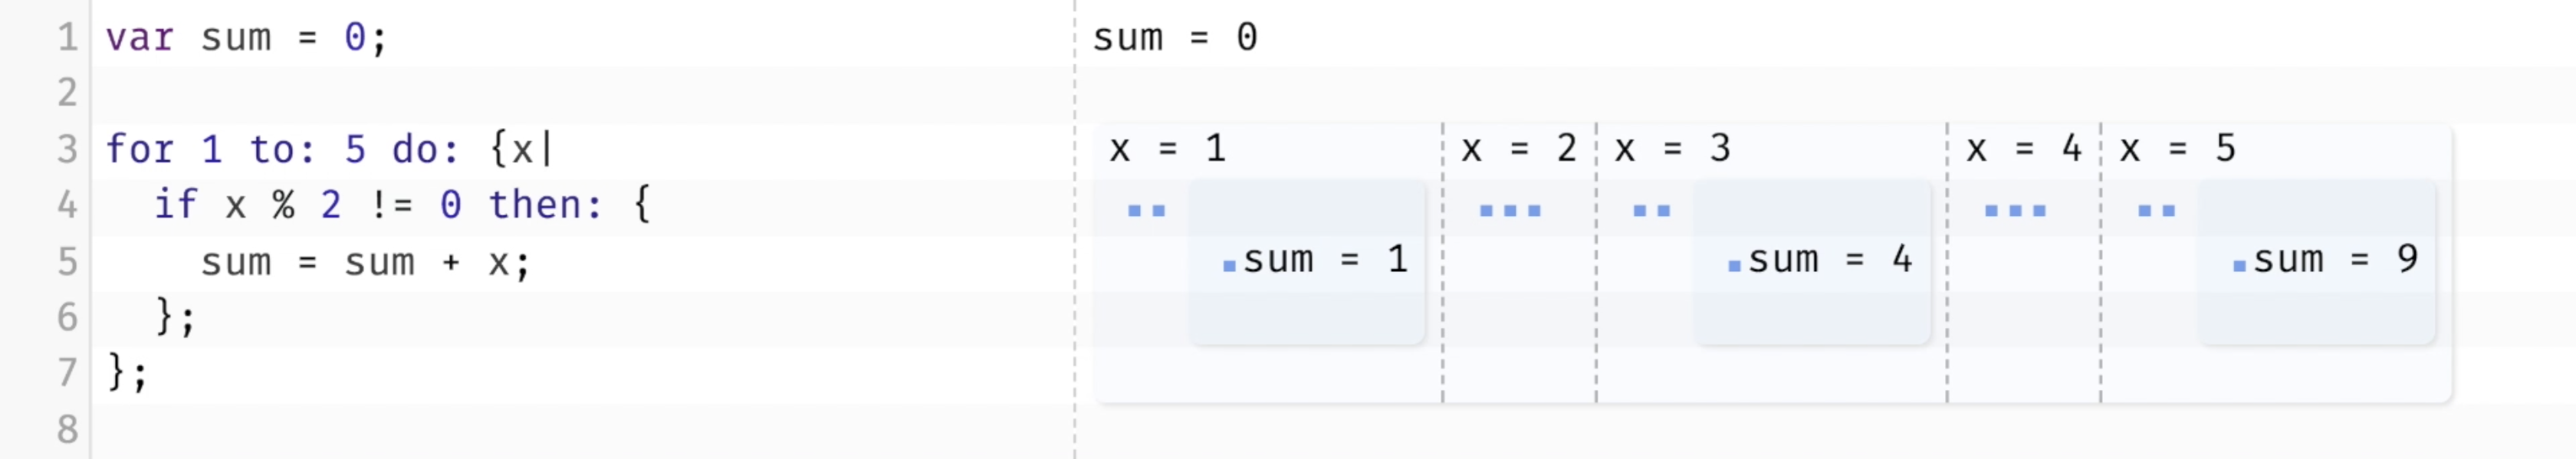 1 var sum = 0; sum = 0
2
3 for 1 to: 5 do: {x| x = 1 x = 2 x = 3 x = 4 x = 5
4 if x % 2 != 0 then: {
5 sum = sum + x; sum = 1 sum = 4 sum = 9
6 };
7 };
8